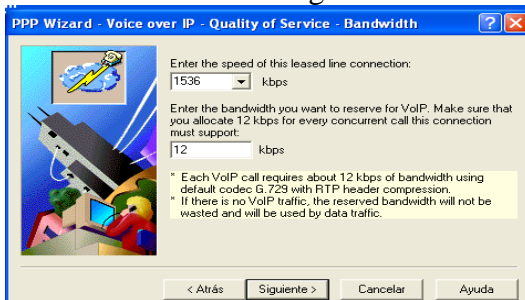 PPP Wizard - Voice over IP - Quality of Service - Bandwidth
Enter the speed of this leased line connection:
1536 kbps
Enter the bandwidth you want to reserve for VoIP. Make sure that
you allocate 12 kbps for every concurrent call this connection
must support:
12 kbps
* Each VoIP call requires about 12 kbps of bandwidth using
default codec G.729 with RTP header compression.
* If there is no VoIP traffic, the reserved bandwidth will not be
wasted and will be used by data traffic.
< Atrás Siguiente > Cancelar Ayuda